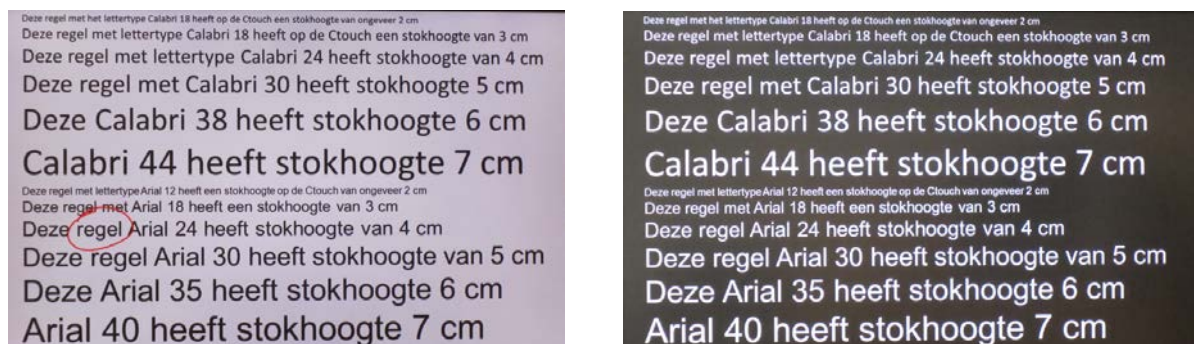 Deze regel met het lettertype Calabri 18 heeft op de Ctouch een stokhoogte van ongeveer 2 cm
Deze regel met lettertype Calabri 18 heeft op de Ctouch een stokhoogte van 3 cm
Deze regel met lettertype Calabri 24 heeft stokhoogte van 4 cm
Deze regel met Calabri 30 heeft stokhoogte 5 cm
Deze Calabri 38 heeft stokhoogte 6 cm
Calabri 44 heeft stokhoogte 7 cm
Deze regel met lettertype Arial 12 heeft een stokhoogte op de Ctouch van ongeveer 2 cm
Deze regel met Arial 18 heeft een stokhoogte van 3 cm
Deze regel Arial 24 heeft stokhoogte van 4 cm
Deze regel Arial 30 heeft stokhoogte van 5 cm
Deze Arial 35 heeft stokhoogte 6 cm
Arial 40 heeft stokhoogte 7 cm
Deze regel met het lettertype Calabri 18 heeft op de Ctouch een stokhoogte van ongeveer 2 cm
Deze regel met lettertype Calabri 18 heeft op de Ctouch een stokhoogte van 3 cm
Deze regel met lettertype Calabri 24 heeft stokhoogte van 4 cm
Deze regel met Calabri 30 heeft stokhoogte 5 cm
Deze Calabri 38 heeft stokhoogte 6 cm
Calabri 44 heeft stokhoogte 7 cm
Deze regel met lettertype Arial 12 heeft een stokhoogte op de Ctouch van ongeveer 2 cm
Deze regel met Arial 18 heeft een stokhoogte van 3 cm
Deze regel Arial 24 heeft stokhoogte van 4 cm
Deze regel Arial 30 heeft stokhoogte van 5 cm
Deze Arial 35 heeft stokhoogte 6 cm
Arial 40 heeft stokhoogte 7 cm